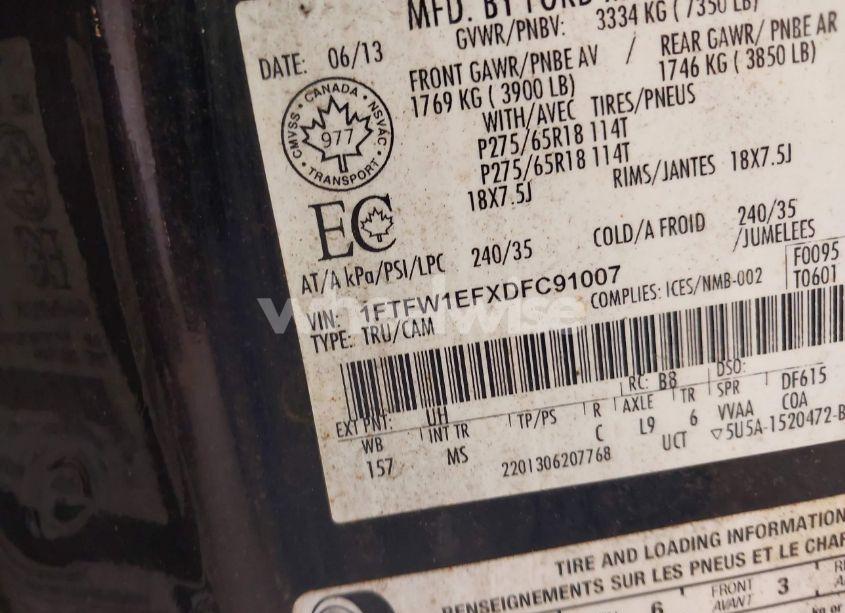 MFD. BY FORD
GVWR/PNBV: 3334 KG ( 7350 LB)
DATE: 06/13
FRONT GAWR/PNBE AV / REAR GAWR/ PNBE AR
1769 KG ( 3900 LB) 1746 KG ( 3850 LB)
WITH/AVEC TIRES/PNEUS
P275/65R18 114T
P275/65R18 114T
18X7.5J RIMS/JANTES 18X7.5J
CMVSS · CANADA · NSVAC
977
TRANSPORT
EC
AT/A kPa/PSI/LPC 240/35 COLD/A FROID 240/35
/JUMELEES
VIN: 1FTFW1EFXDFC91007 COMPLIES: ICES/NMB-002 F0095
TYPE: TRU/CAM T0601
wheelwise
EXT PNT: UH RC: B8 DSO:
WB INT TR TP/PS R AXLE TR SPR DF615
157 MS C L9 6 VVAA COA
2201306207768 UCT ▽5U5A-1520472-B
TIRE AND LOADING INFORMATION
RENSEIGNEMENTS SUR LES PNEUS ET LE
6 FRONT 3
AVANT
kg or